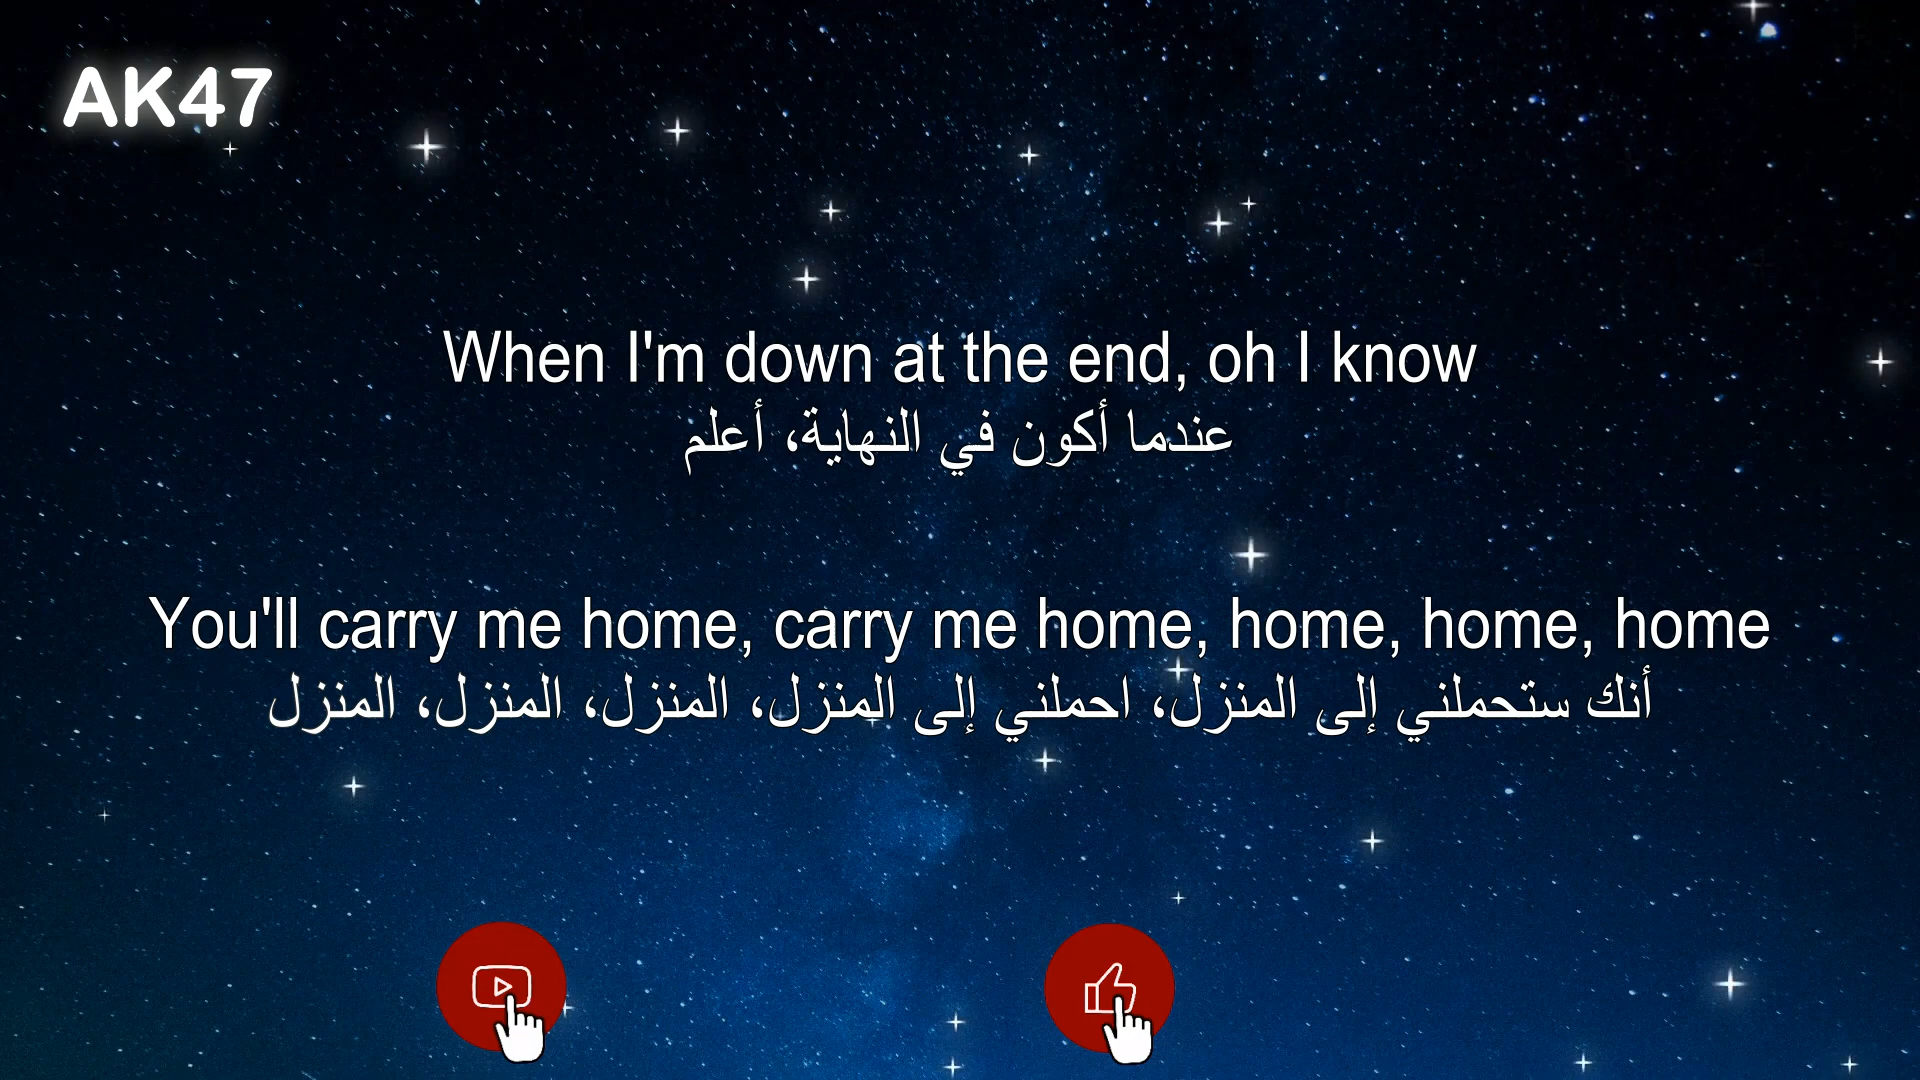 AK47
When I'm down at the end, oh I know
عندما أكون في النهاية، أعلم
You'll carry me home, carry me home, home, home, home
أنك ستحملني إلى المنزل، احملني إلى المنزل، المنزل، المنزل، المنزل